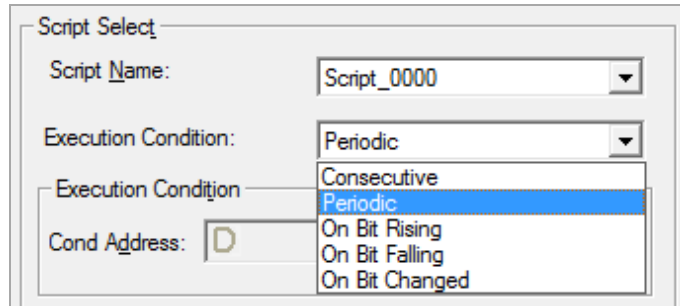 Script Select
Script Name:
Script_0000
Execution Condition:
Periodic
Consecutive
Periodic
On Bit Rising
On Bit Falling
On Bit Changed
Execution Condition
Cond Address:
D